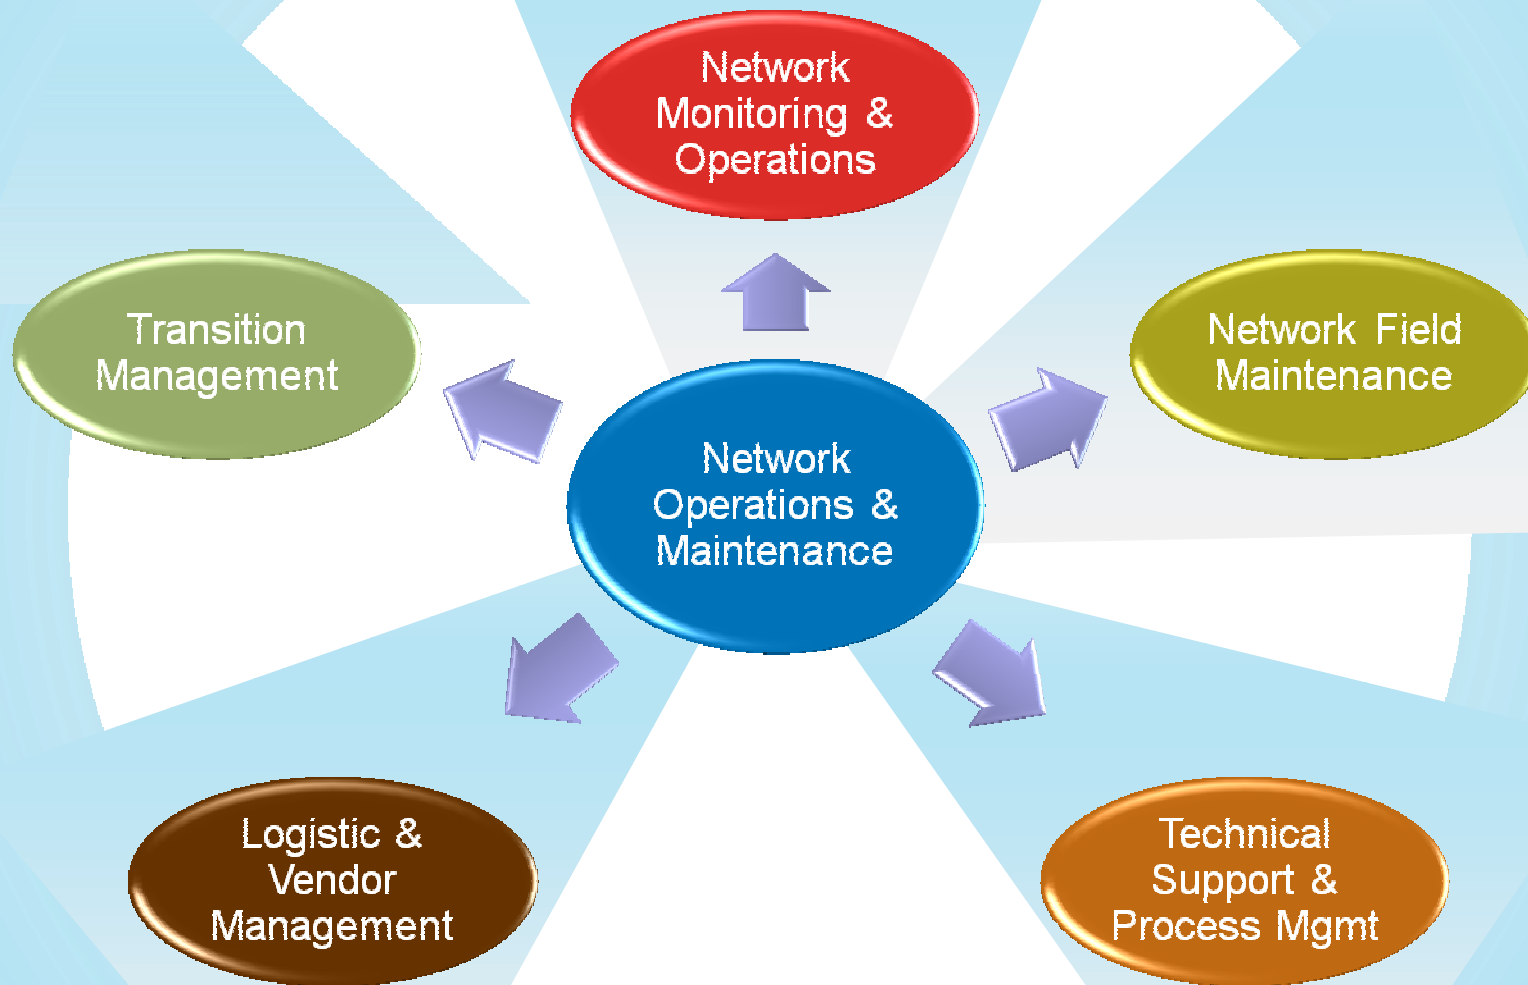 Network
Monitoring &
Operations
Transition
Management
Network Field
Maintenance
Network
Operations &
Maintenance
Logistic &
Vendor
Management
Technical
Support &
Process Mgmt